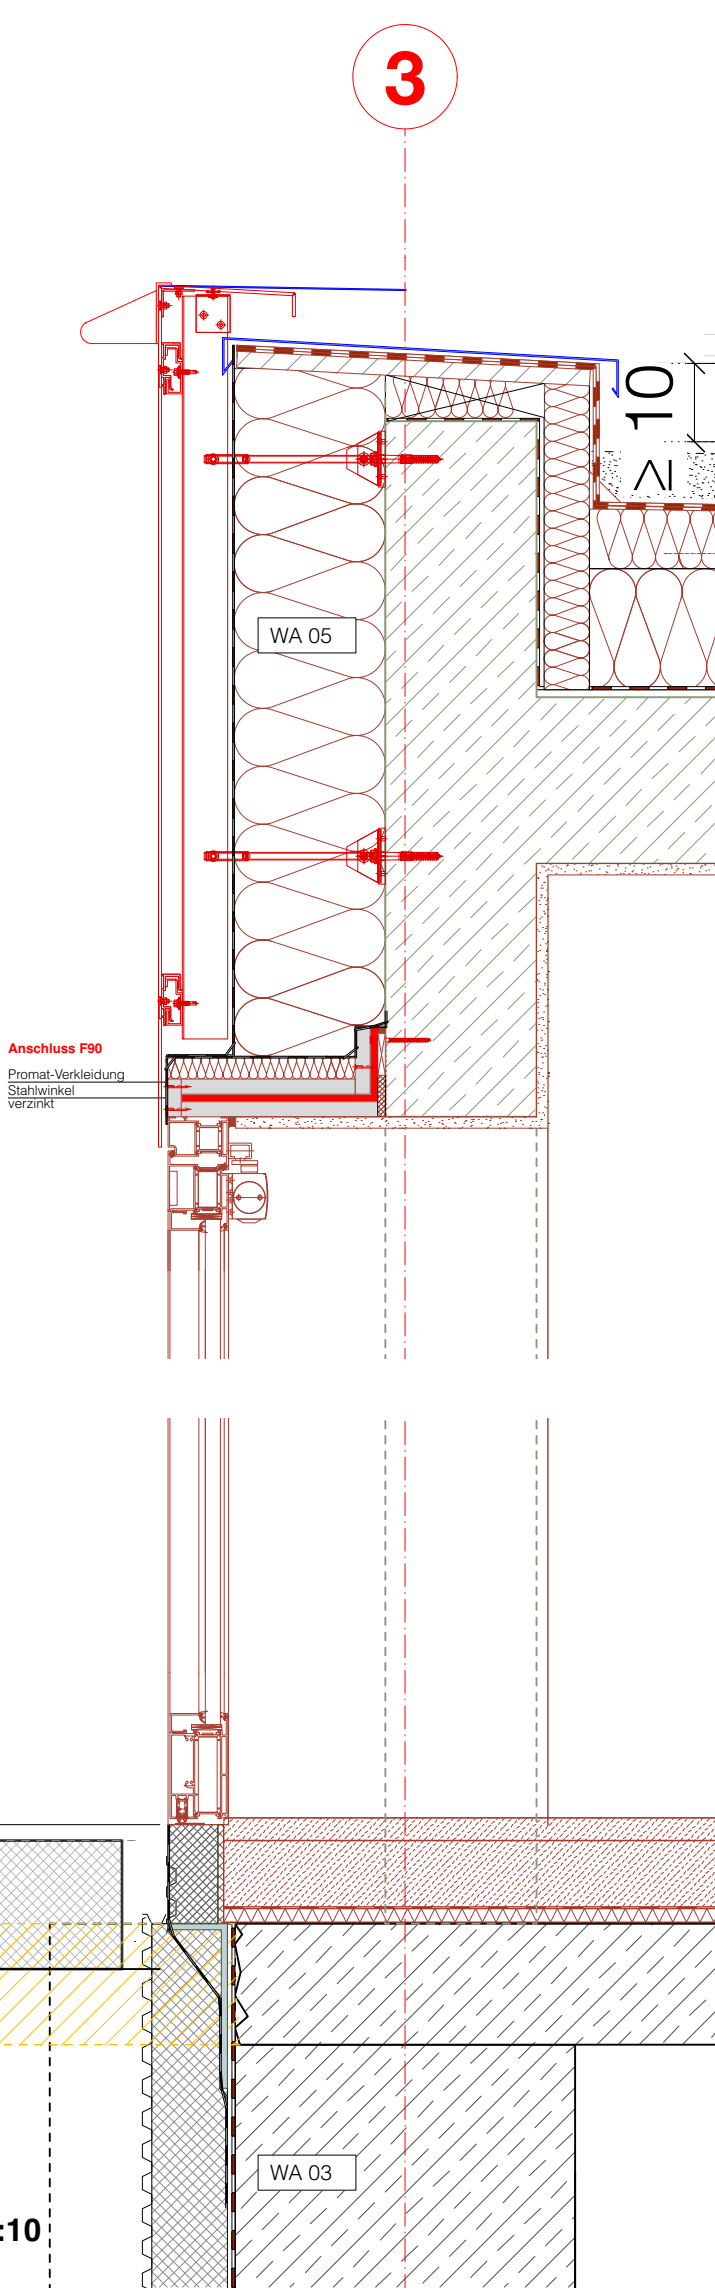 3
≥ 10
WA 05
Anschluss F90
Promat-Verkleidung
Stahlwinkel
verzinkt
WA 03
:10